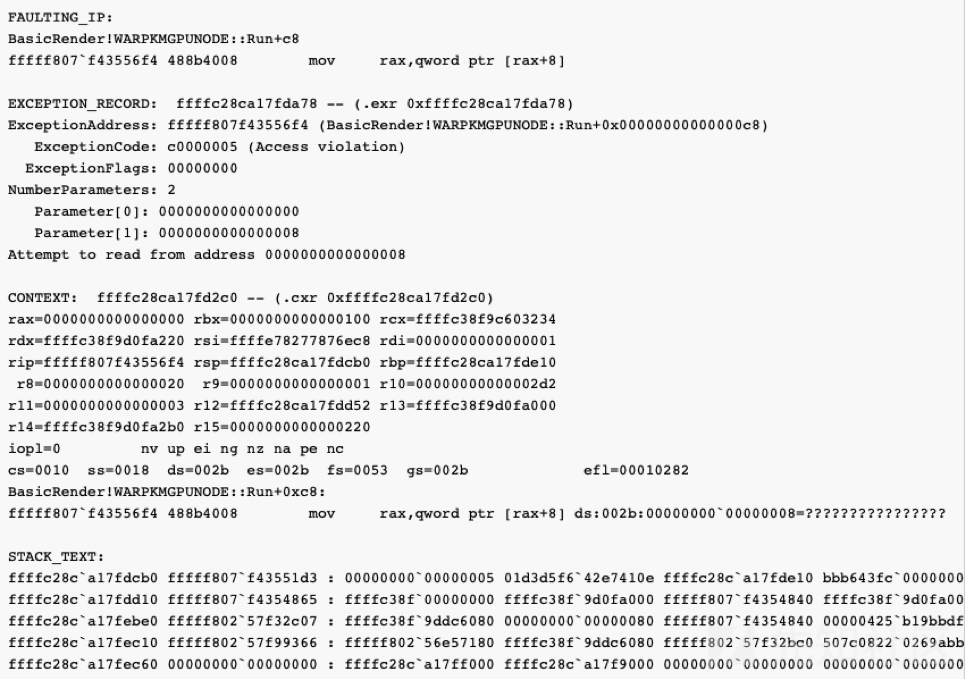 FAULTING_IP:
BasicRender!WARPKMGPUNODE::Run+c8
fffff807`f43556f4 488b4008        mov     rax,qword ptr [rax+8]

EXCEPTION_RECORD:  ffffc28ca17fda78 -- (.exr 0xffffc28ca17fda78)
ExceptionAddress: fffff807f43556f4 (BasicRender!WARPKMGPUNODE::Run+0x00000000000000c8)
   ExceptionCode: c0000005 (Access violation)
  ExceptionFlags: 00000000
NumberParameters: 2
   Parameter[0]: 0000000000000000
   Parameter[1]: 0000000000000008
Attempt to read from address 0000000000000008

CONTEXT:  ffffc28ca17fd2c0 -- (.cxr 0xffffc28ca17fd2c0)
rax=0000000000000000 rbx=0000000000000100 rcx=ffffc38f9c603234
rdx=ffffc38f9d0fa220 rsi=ffffe78277876ec8 rdi=0000000000000001
rip=fffff807f43556f4 rsp=ffffc28ca17fdcb0 rbp=ffffc28ca17fde10
 r8=0000000000000020  r9=0000000000000001 r10=00000000000002d2
r11=0000000000000003 r12=ffffc28ca17fdd52 r13=ffffc38f9d0fa000
r14=ffffc38f9d0fa2b0 r15=0000000000000220
iopl=0         nv up ei ng nz na pe nc
cs=0010  ss=0018  ds=002b  es=002b  fs=0053  gs=002b             efl=00010282
BasicRender!WARPKMGPUNODE::Run+0xc8:
fffff807`f43556f4 488b4008        mov     rax,qword ptr [rax+8] ds:002b:00000000`00000008=????????????????

STACK_TEXT:
ffffc28c`a17fdcb0 fffff807`f43551d3 : 00000000`00000005 01d3d5f6`42e7410e ffffc28c`a17fde10 bbb643fc`0000000
ffffc28c`a17fdd10 fffff807`f4354865 : ffffc38f`00000000 ffffc38f`9d0fa000 fffff807`f4354840 ffffc38f`9d0fa00
ffffc28c`a17febe0 fffff802`57f32c07 : ffffc38f`9ddc6080 00000000`00000080 fffff807`f4354840 00000425`b19bbdf
ffffc28c`a17fec10 fffff802`57f99366 : fffff802`56e57180 ffffc38f`9ddc6080 fffff802`57f32bc0 507c0822`0269abb
ffffc28c`a17fec60 00000000`00000000 : ffffc28c`a17ff000 ffffc28c`a17f9000 00000000`00000000 00000000`0000000